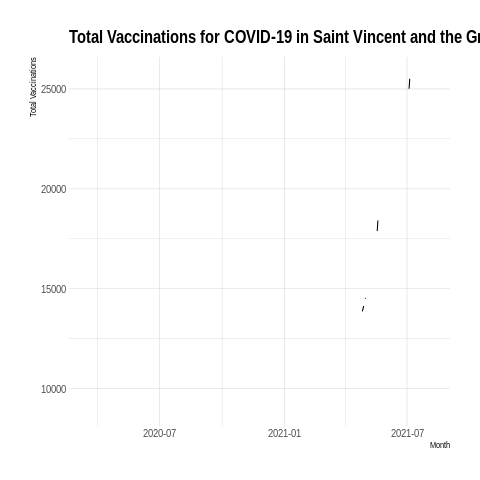 Total Vaccinations for COVID-19 in Saint Vincent and the Gr
Total Vaccinations
25000
20000
15000
10000
2020-07 2021-01 2021-07
Month